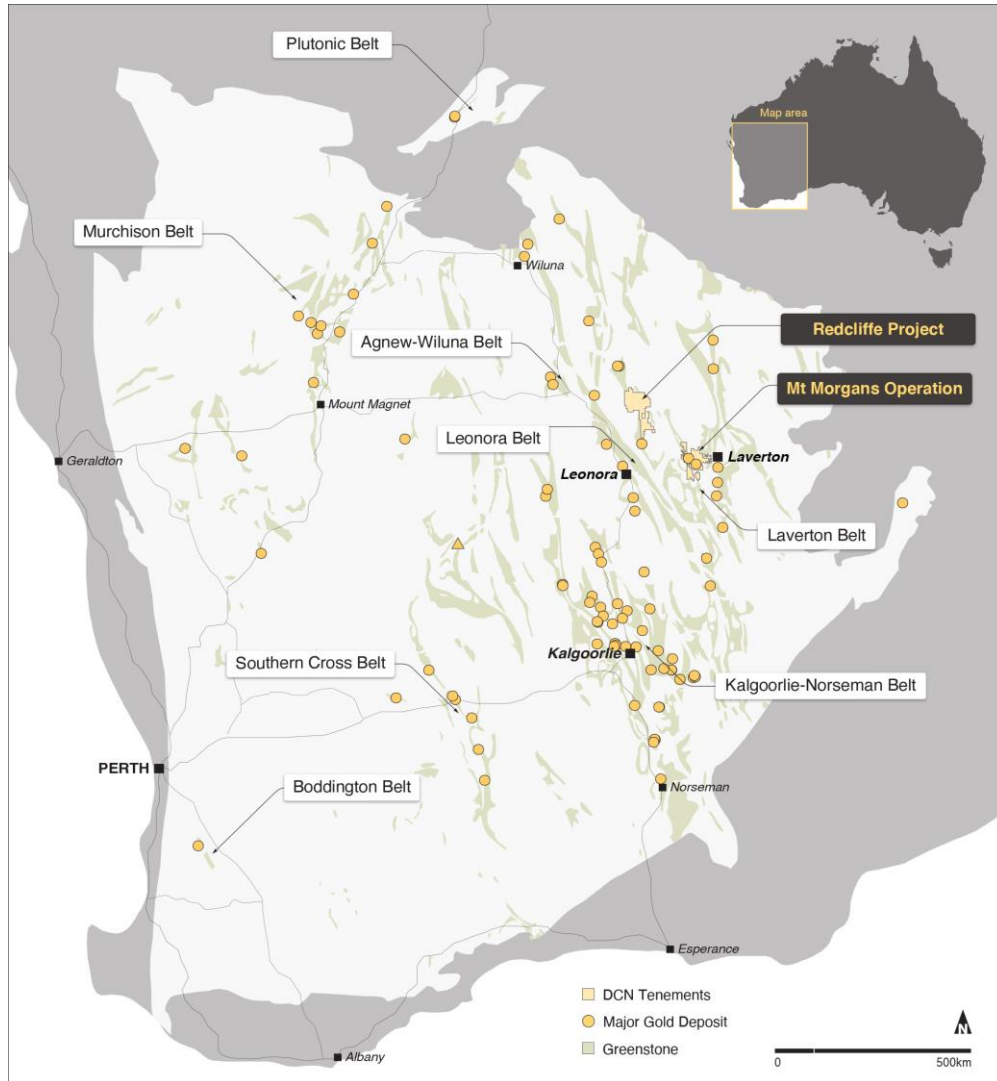 Plutonic Belt
Map area
Murchison Belt
Wiluna
Redcliffe Project
Agnew-Wiluna Belt
Mt Morgans Operation
Mount Magnet
Leonora Belt
Geraldton
Laverton
Leonora
Laverton Belt
Kalgoorlie
Southern Cross Belt
Kalgoorlie-Norseman Belt
PERTH
Boddington Belt
Norseman
Esperance
DCN Tenements
Major Gold Deposit
Greenstone
N
0 500km
Albany